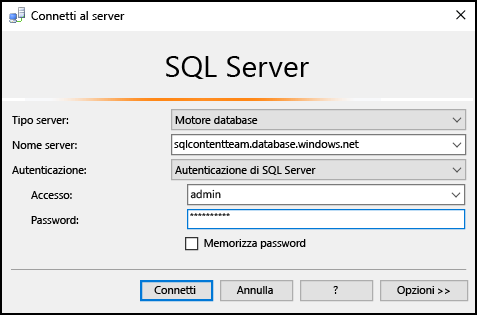 Connetti al server
SQL Server
Tipo server: Motore database
Nome server: sqlcontentteam.database.windows.net
Autenticazione: Autenticazione di SQL Server
Accesso: admin
Password: **********
Memorizza password
Connetti Annulla ? Opzioni >>